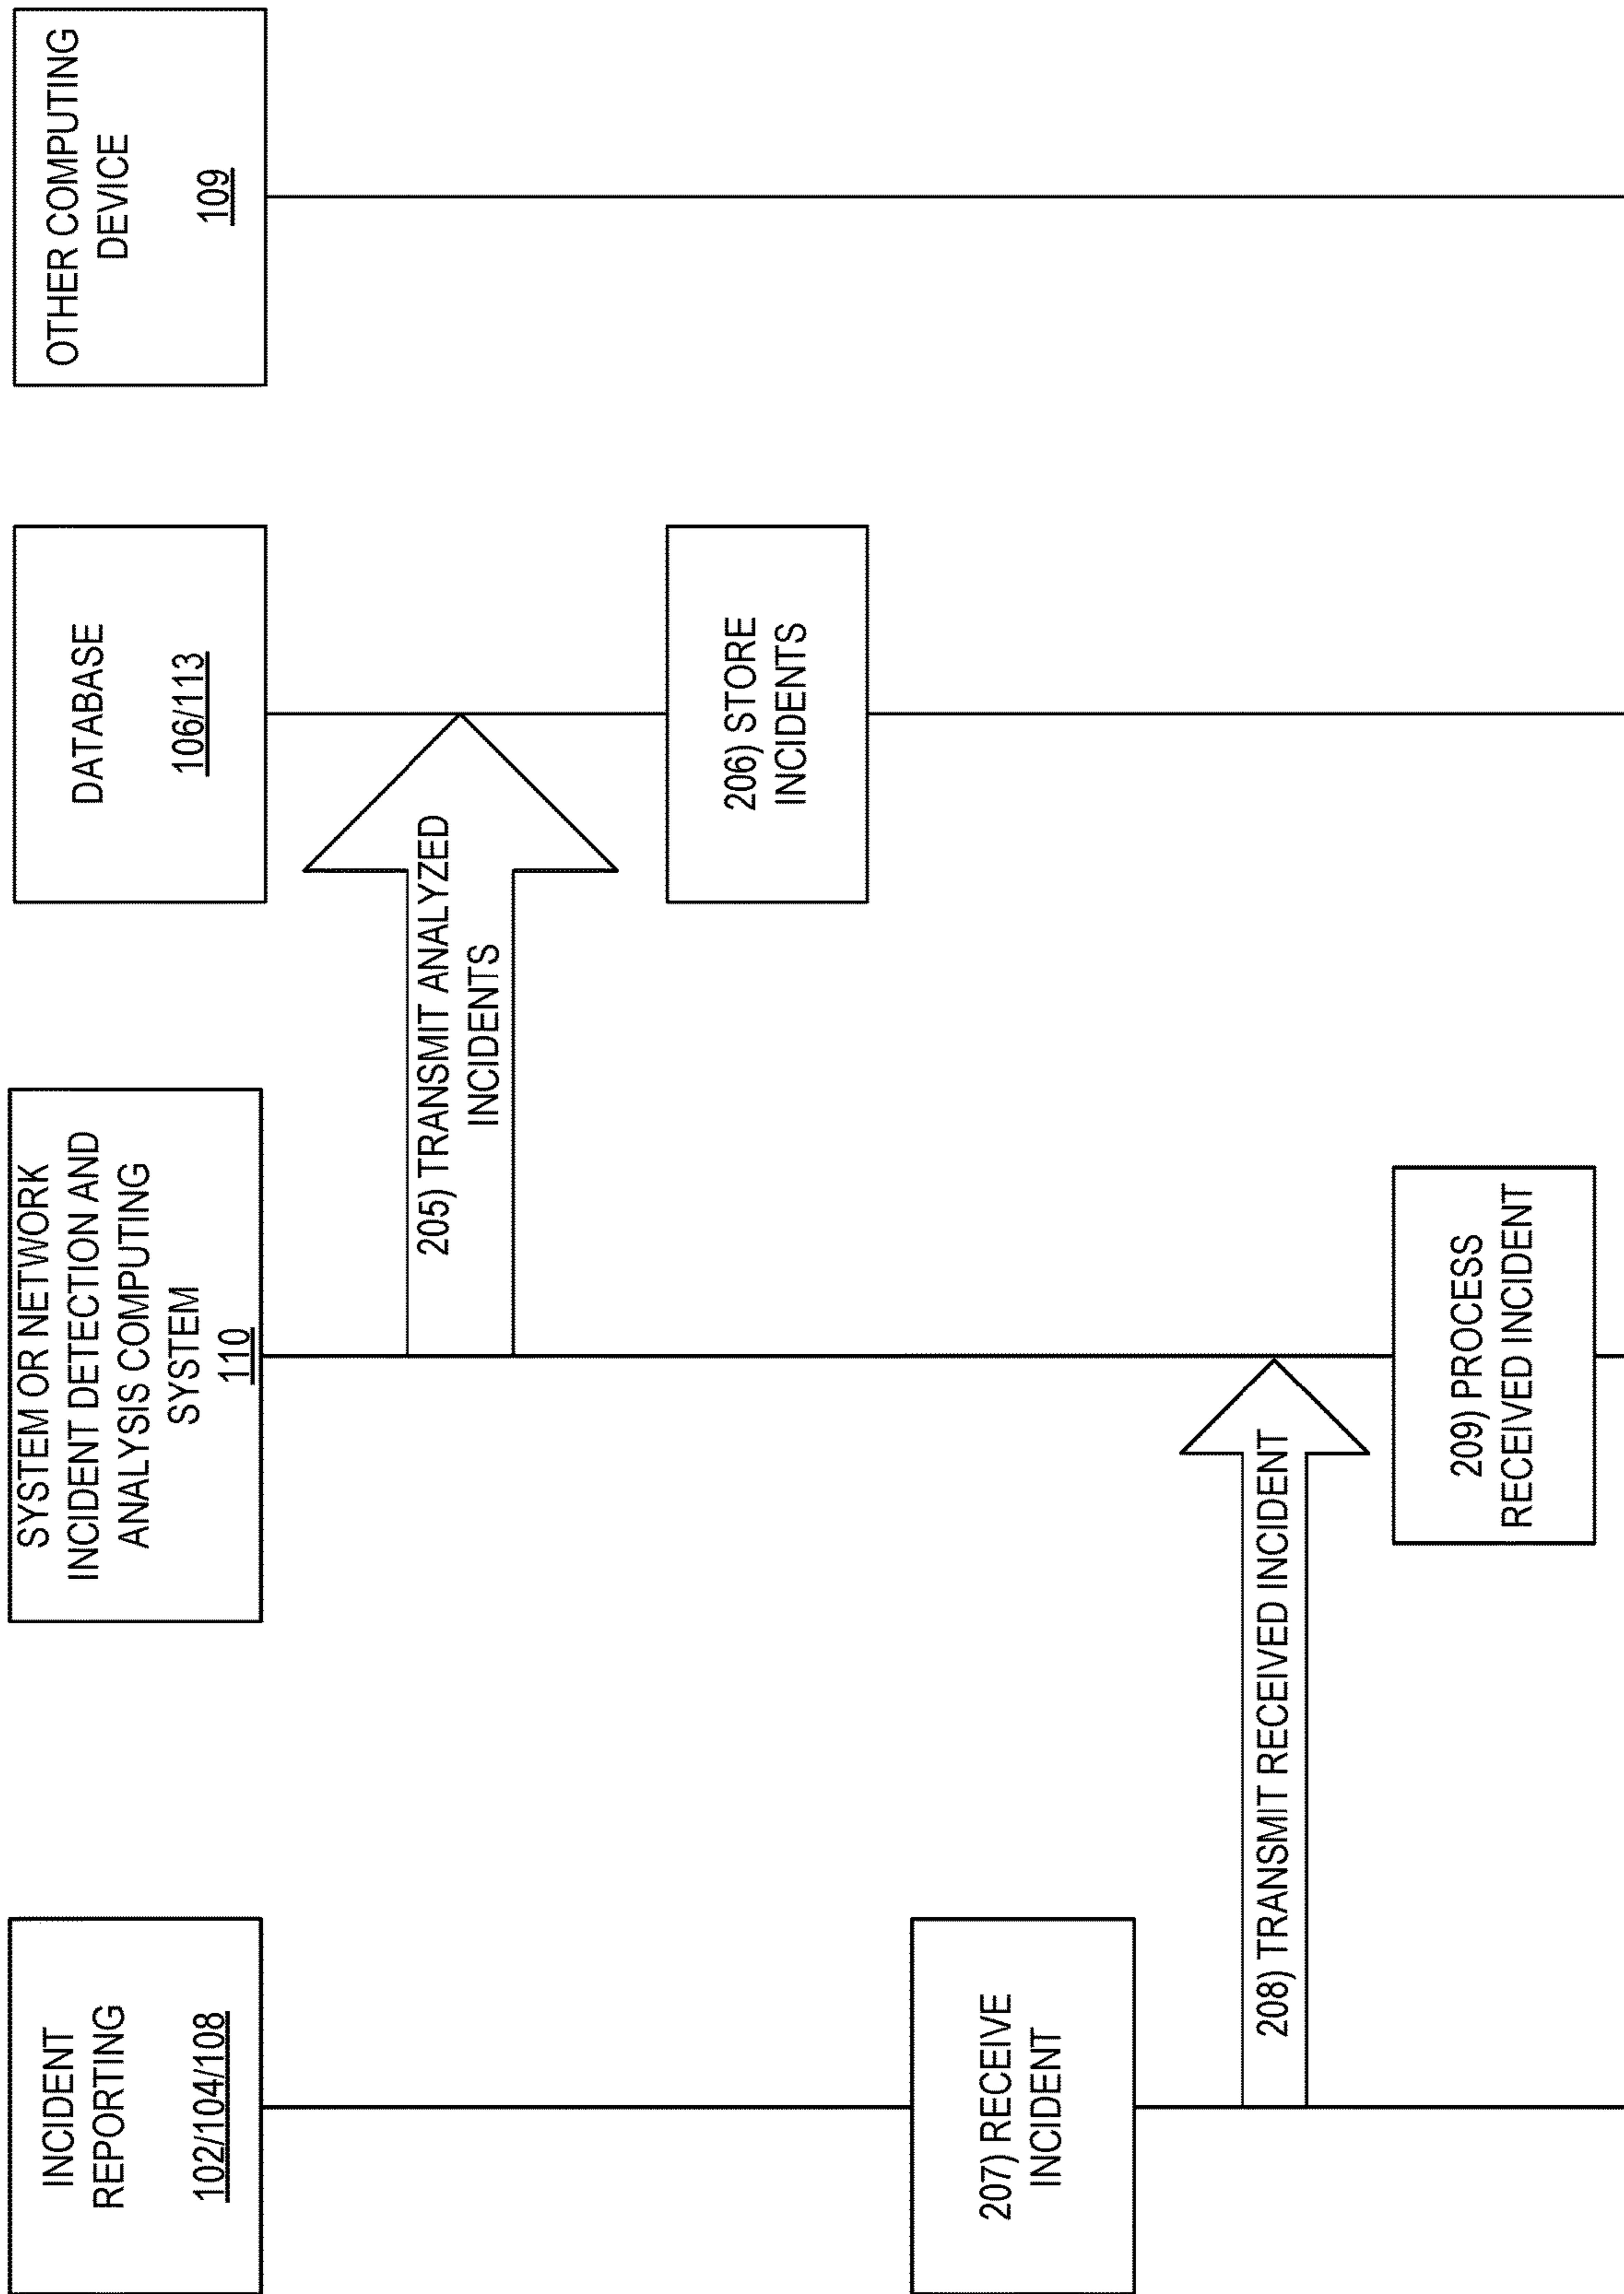 INCIDENT
REPORTING
102/104/108
SYSTEM OR NETWORK
INCIDENT DETECTION AND
ANALYSIS COMPUTING
SYSTEM
110
DATABASE
106/113
OTHER COMPUTING
DEVICE
109
205) TRANSMIT ANALYZED
INCIDENTS
206) STORE
INCIDENTS
207) RECEIVE
INCIDENT
208) TRANSMIT RECEIVED INCIDENT
209) PROCESS
RECEIVED INCIDENT